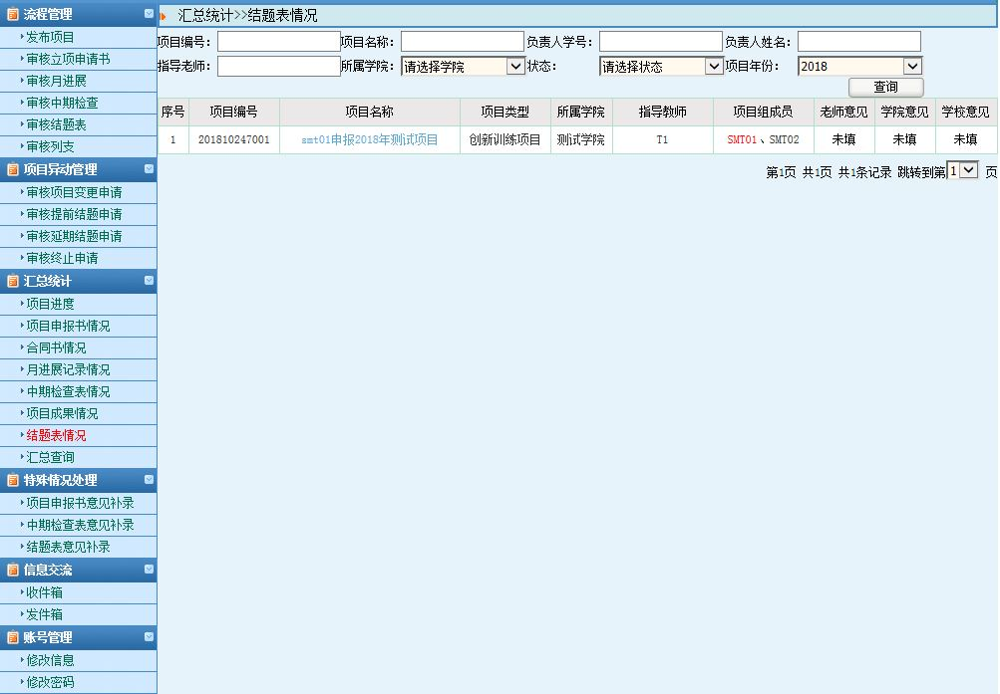 流程管理
发布项目
审核立项申请书
审核月进展
审核中期检查
审核结题表
审核列支
项目异动管理
审核项目变更申请
审核提前结题申请
审核延期结题申请
审核终止申请
汇总统计
项目进度
项目申报书情况
合同书情况
月进展记录情况
中期检查表情况
项目成果情况
结题表情况
汇总查询
特殊情况处理
项目申报书意见补录
中期检查表意见补录
结题表意见补录
信息交流
收件箱
发件箱
账号管理
修改信息
修改密码
汇总统计>>结题表情况
项目编号： 项目名称： 负责人学号： 负责人姓名：
指导老师： 所属学院： 请选择学院 状态： 请选择状态 项目年份： 2018
查询
序号 项目编号 项目名称 项目类型 所属学院 指导教师 项目组成员 老师意见 学院意见 学校意见
1 201810247001 smt01申报2018年测试项目 创新训练项目 测试学院 T1 SMT01、SMT02 未填 未填 未填
第1页 共1页 共1条记录 跳转到第 1 页